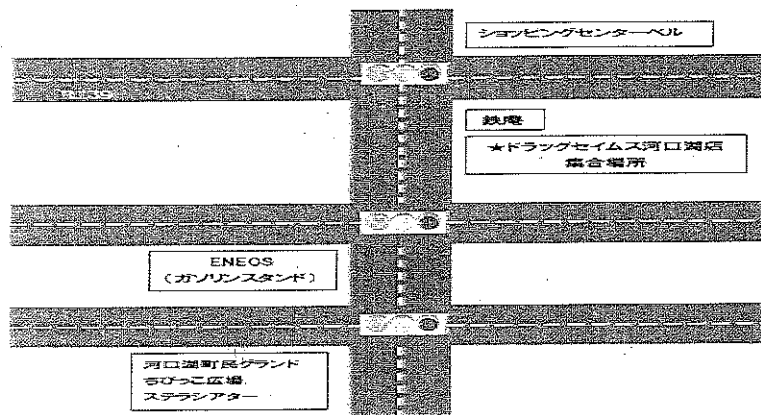 ショッピングセンターベル
R139
鉄庵
★ドラッグセイムス河口湖店
集合場所
ENEOS
(ガソリンスタンド)
河口湖町民グランド
ちびっこ広場
ステラシアター